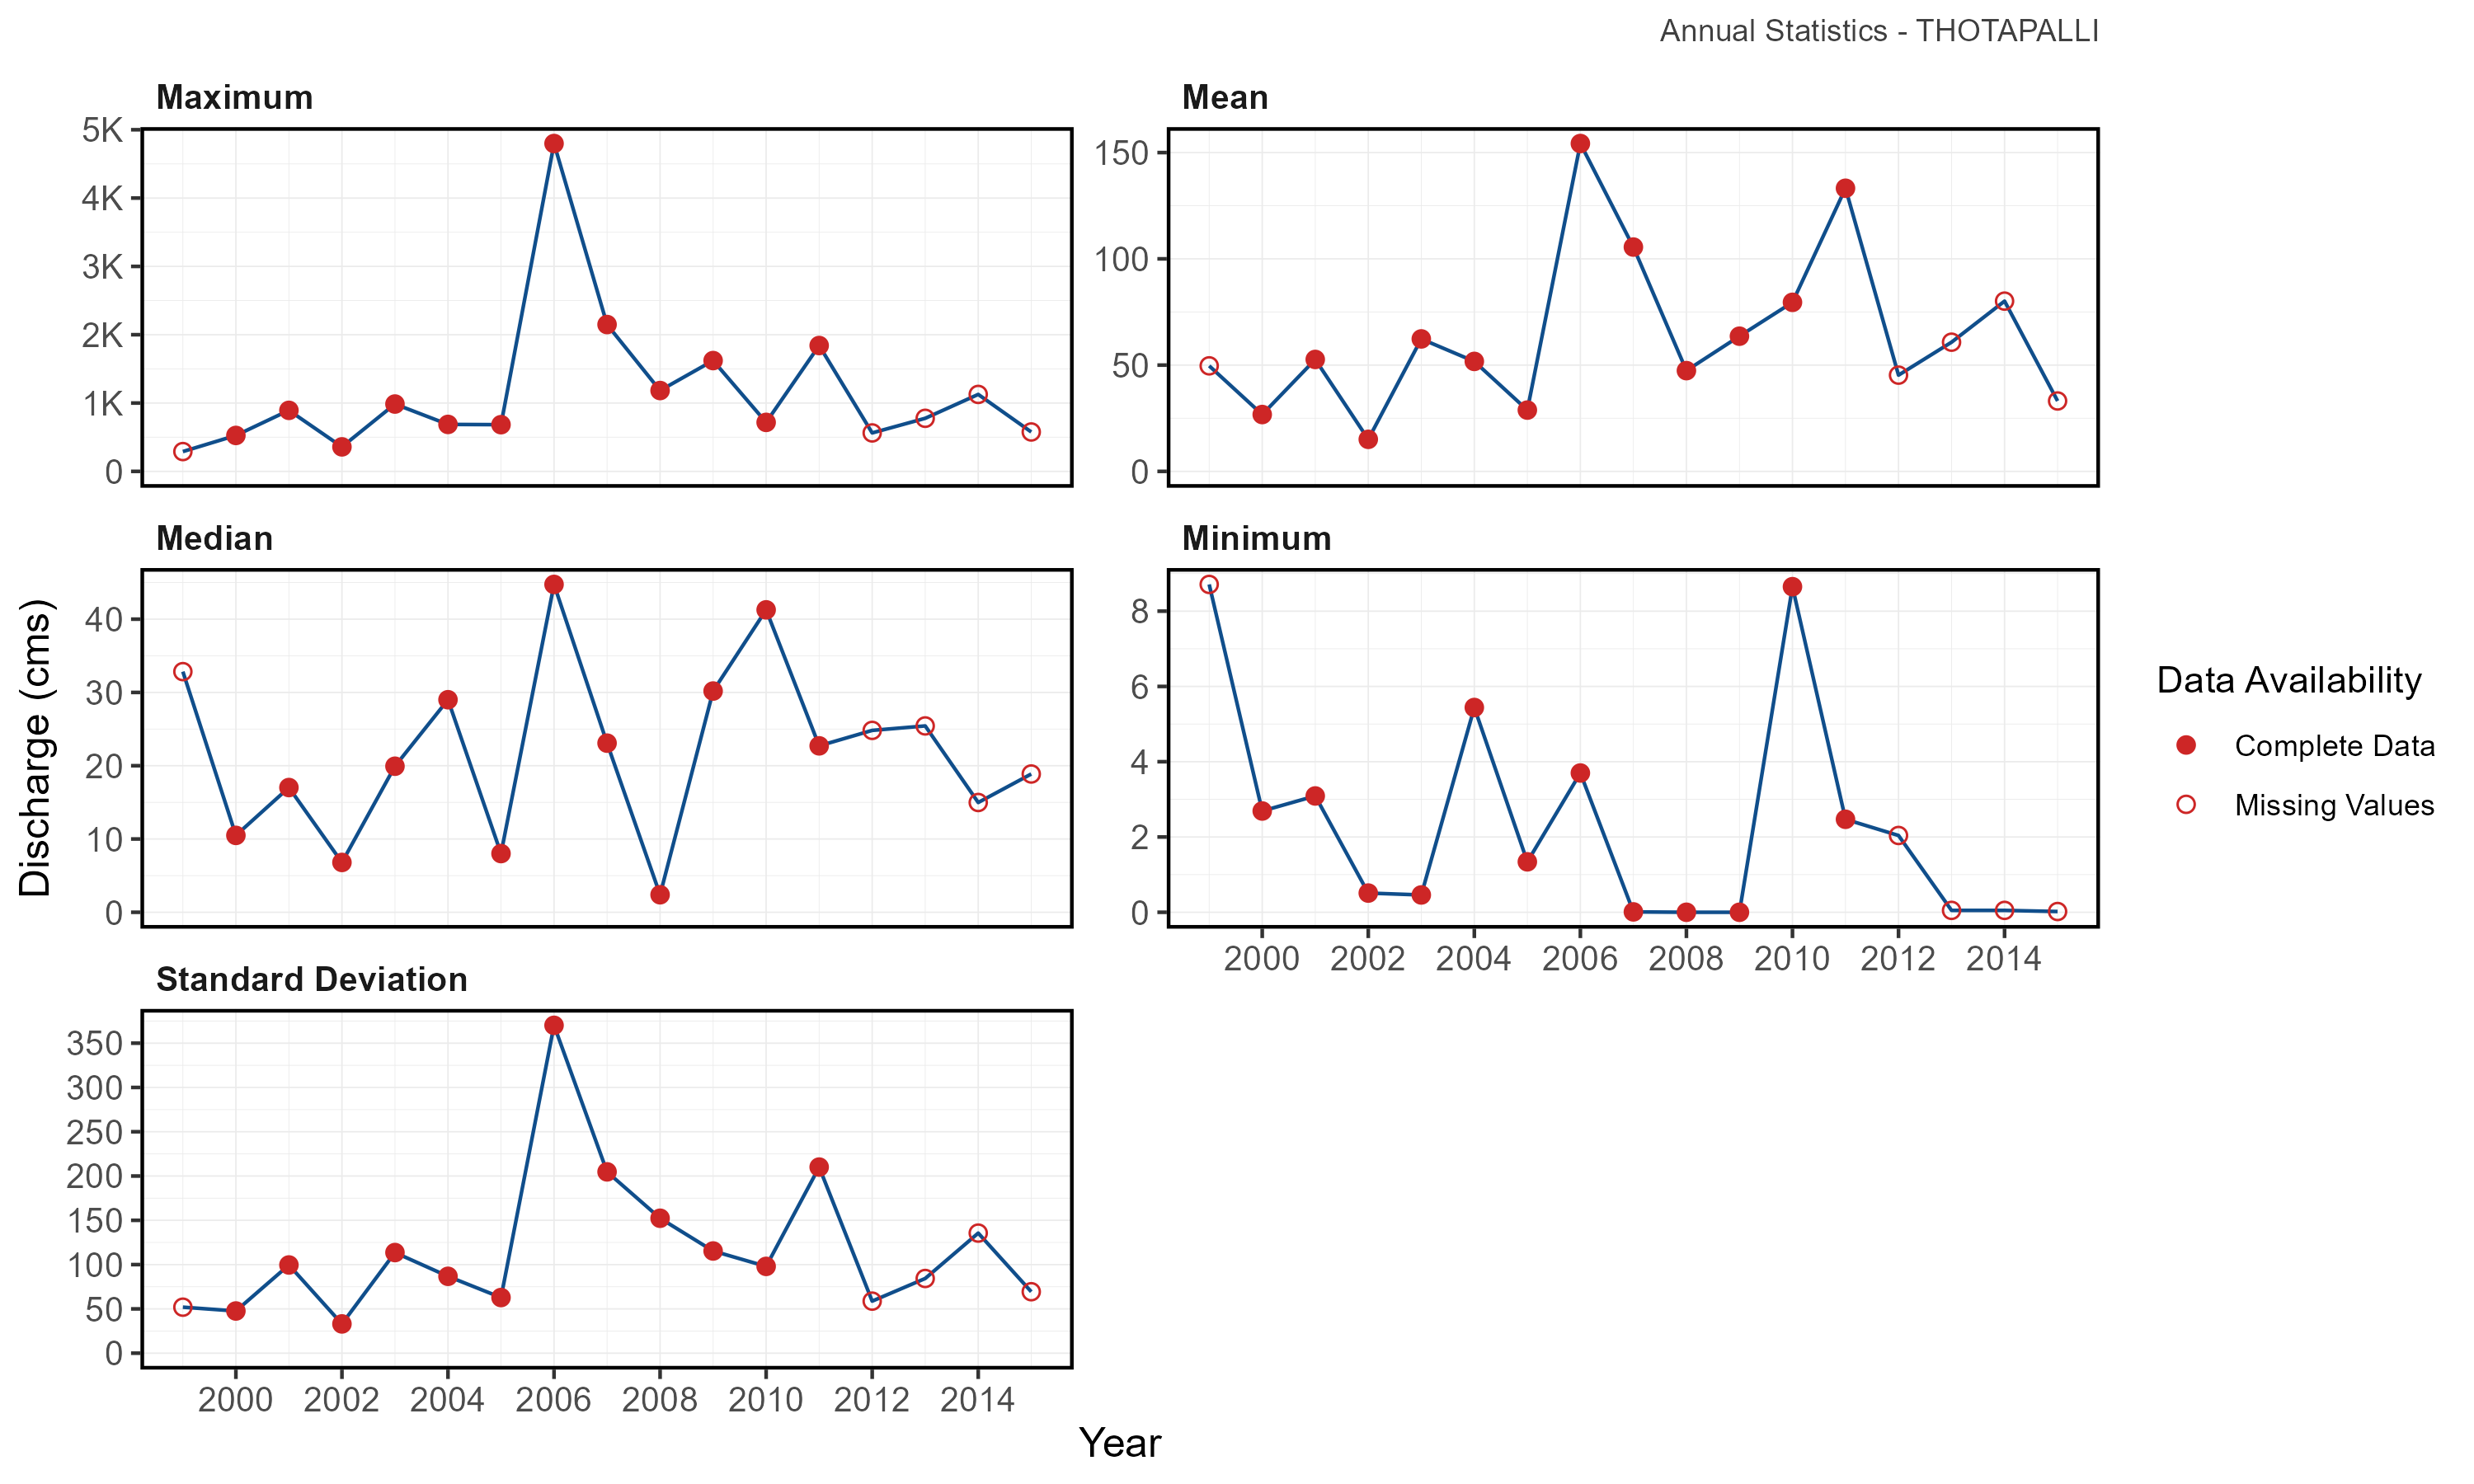 Annual Statistics - THOTAPALLI
Maximum
5K
4K
3K
2K
1K
0
Mean
150
100
50
0
Median
40
30
20
10
0
Minimum
8
6
4
2
0
2000 2002 2004 2006 2008 2010 2012 2014
Standard Deviation
350
300
250
200
150
100
50
0
2000 2002 2004 2006 2008 2010 2012 2014
Discharge (cms)
Year
Data Availability
Complete Data
Missing Values